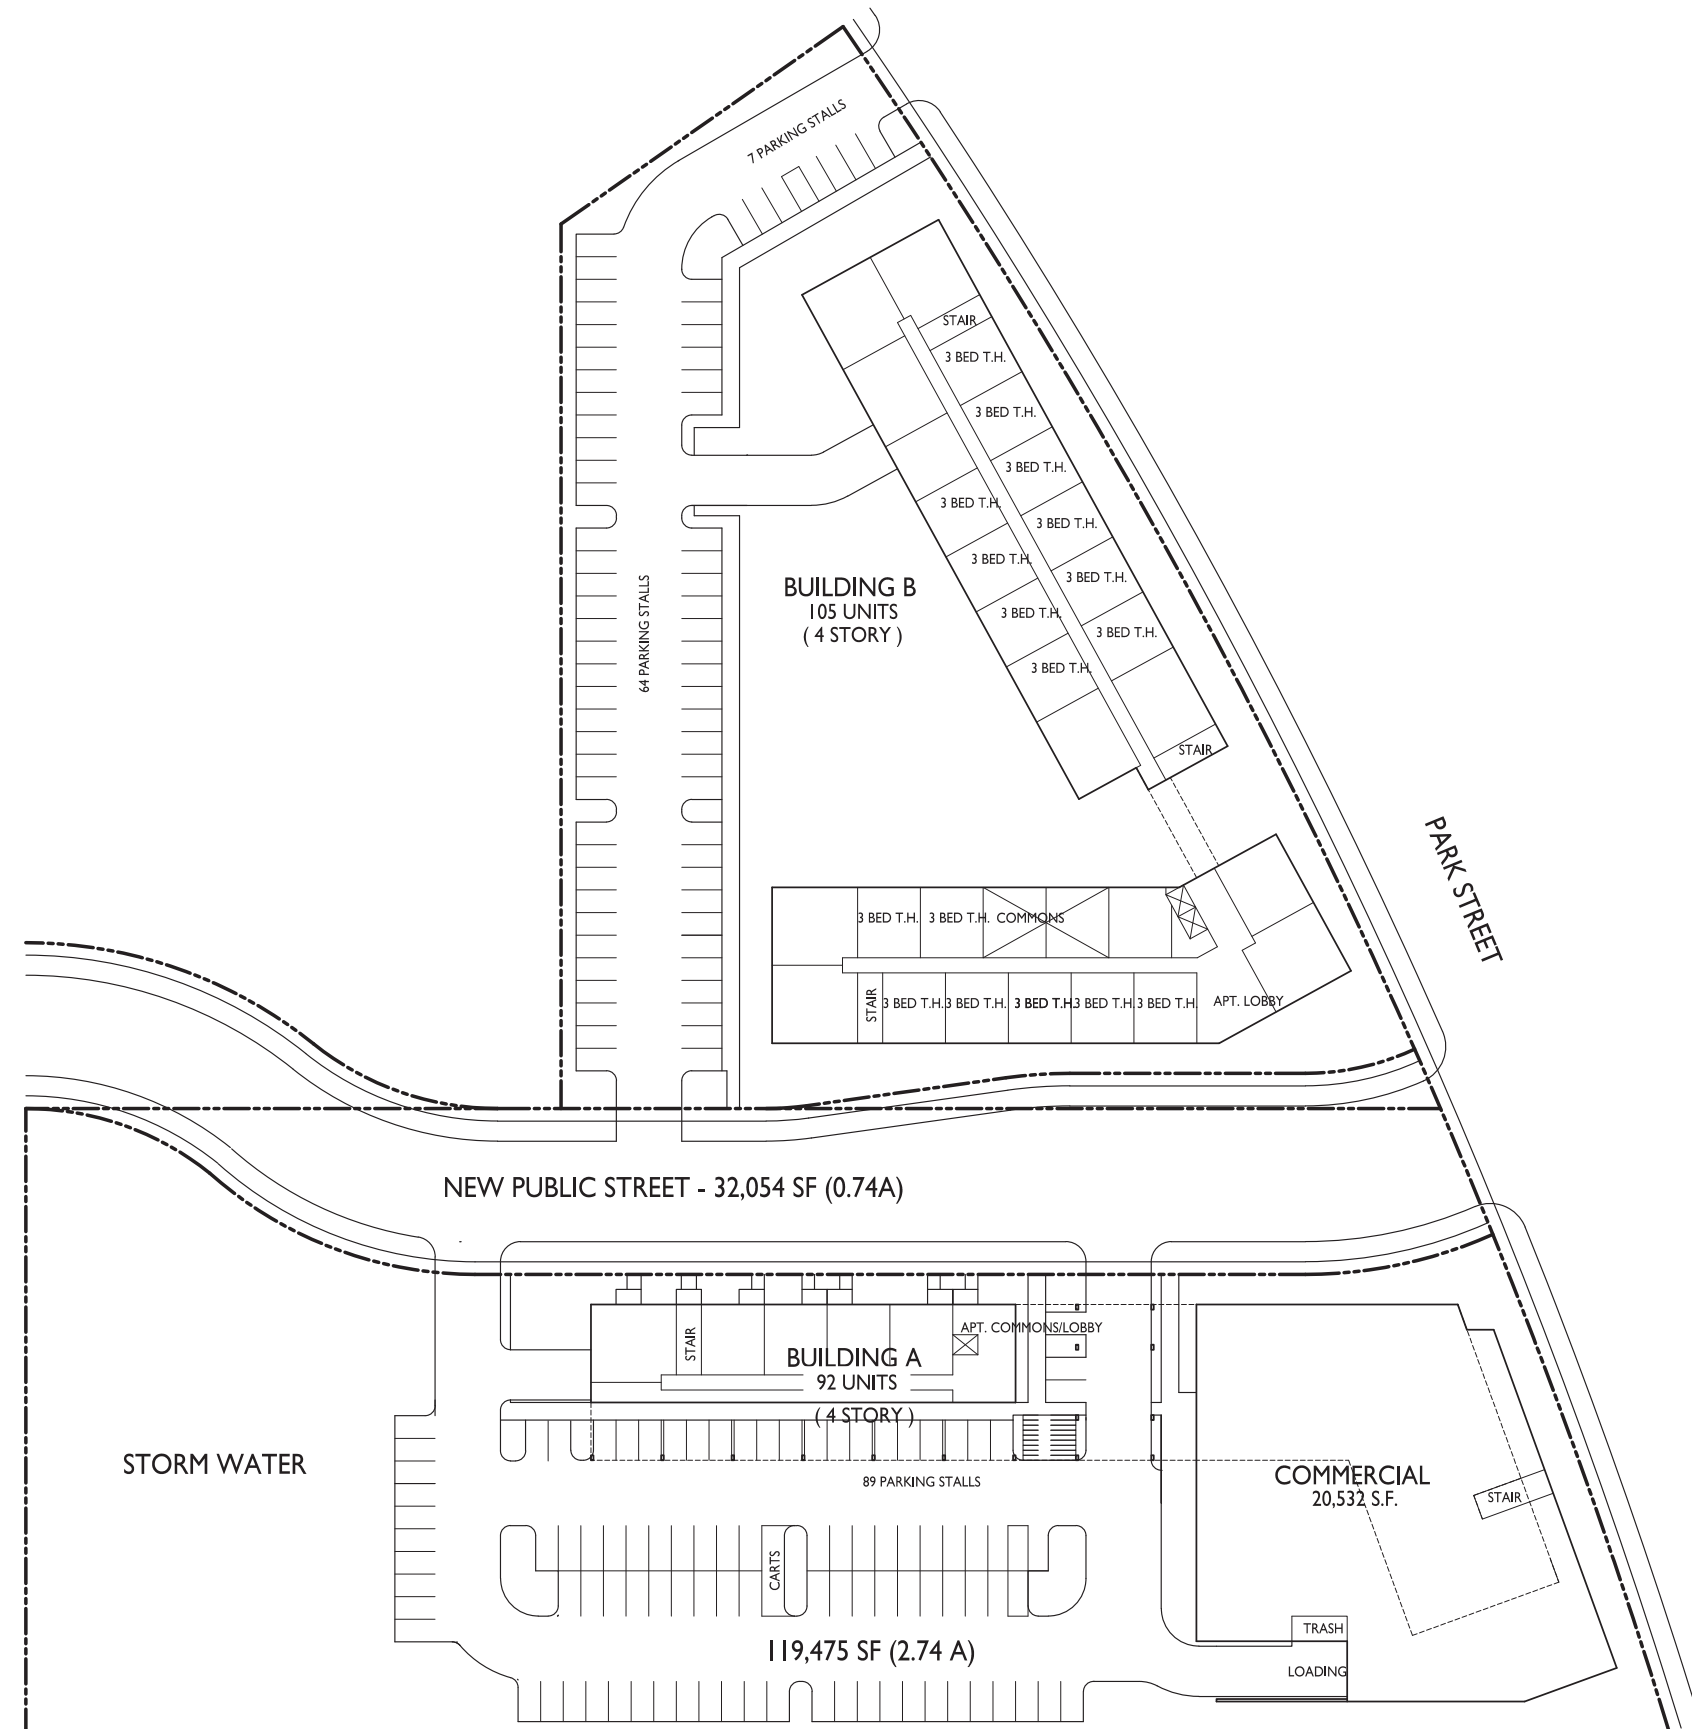 7 PARKING STALLS
STAIR
3 BED T.H.
3 BED T.H.
3 BED T.H.
3 BED T.H.
3 BED T.H.
3 BED T.H.
3 BED T.H.
3 BED T.H.
3 BED T.H.
3 BED T.H.
STAIR
64 PARKING STALLS
BUILDING B
105 UNITS
( 4 STORY )
PARK STREET
3 BED T.H. 3 BED T.H. COMMONS
STAIR
3 BED T.H. 3 BED T.H. 3 BED T.H. 3 BED T.H. 3 BED T.H.
APT. LOBBY
NEW PUBLIC STREET - 32,054 SF (0.74A)
STAIR
APT. COMMONS/LOBBY
BUILDING A
92 UNITS
( 4 STORY )
STORM WATER
89 PARKING STALLS
COMMERCIAL
20,532 S.F.
STAIR
CARTS
TRASH
119,475 SF (2.74 A)
LOADING